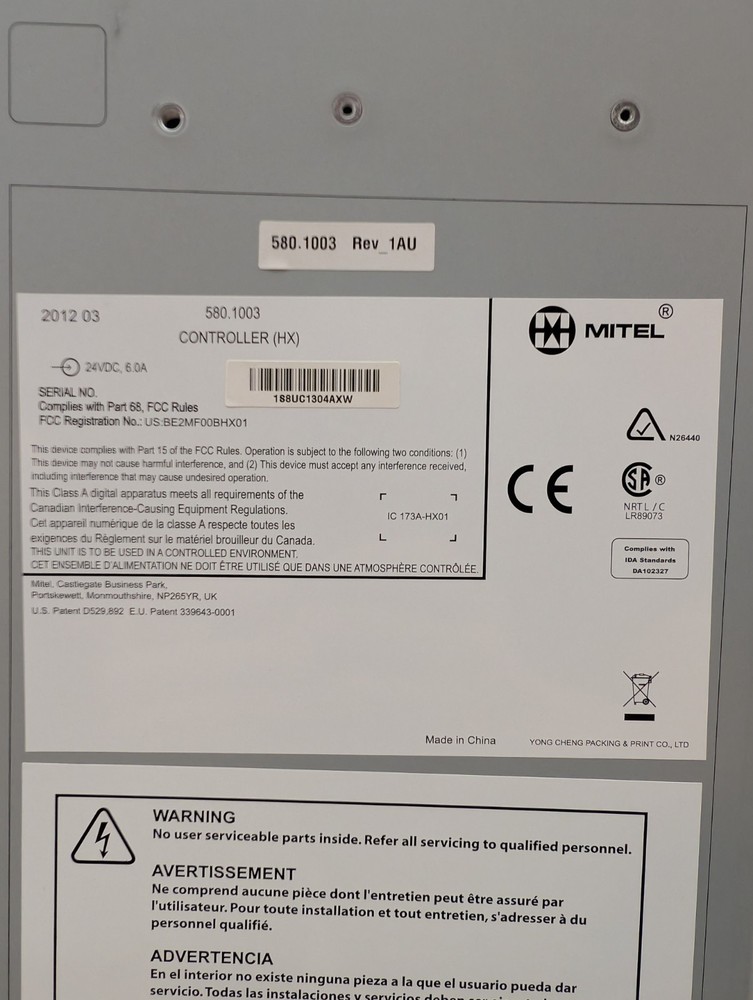 580.1003 Rev_1AU
2012 03
580.1003
CONTROLLER (HX)
24VDC, 6.0A
188UC1304AXW
SERIAL NO.
Complies with Part 68, FCC Rules
FCC Registration No.: US:BE2MF00BHX01
This device complies with Part 15 of the FCC Rules. Operation is subject to the following two conditions: (1)
This device may not cause harmful interference, and (2) This device must accept any interference received,
including interference that may cause undesired operation.
This Class A digital apparatus meets all requirements of the
Canadian Interference-Causing Equipment Regulations.
Cet appareil numérique de la classe A respecte toutes les
exigences du Règlement sur le matériel brouilleur du Canada.
IC 173A-HX01
THIS UNIT IS TO BE USED IN A CONTROLLED ENVIRONMENT.
CET ENSEMBLE D'ALIMENTATION NE DOIT ÊTRE UTILISÉ QUE DANS UNE ATMOSPHÈRE CONTRÔLÉE.
Mitel, Castlegate Business Park,
Portskewett, Monmouthshire, NP265YR, UK
U.S. Patent D529,892 E.U. Patent 339643-0001
MITEL®
N26440
CE
SA ®
NRTL/C
LR89073
Complies with
IDA Standards
DA102327
Made in China
YONG CHENG PACKING & PRINT CO., LTD
WARNING
No user serviceable parts inside. Refer all servicing to qualified personnel.
AVERTISSEMENT
Ne comprend aucune pièce dont l'entretien peut être assuré par
l'utilisateur. Pour toute installation et tout entretien, s'adresser à du
personnel qualifié.
ADVERTENCIA
En el interior no existe ninguna pieza a la que el usuario pueda dar
servicio. Todas las instalaciones y servicios deben